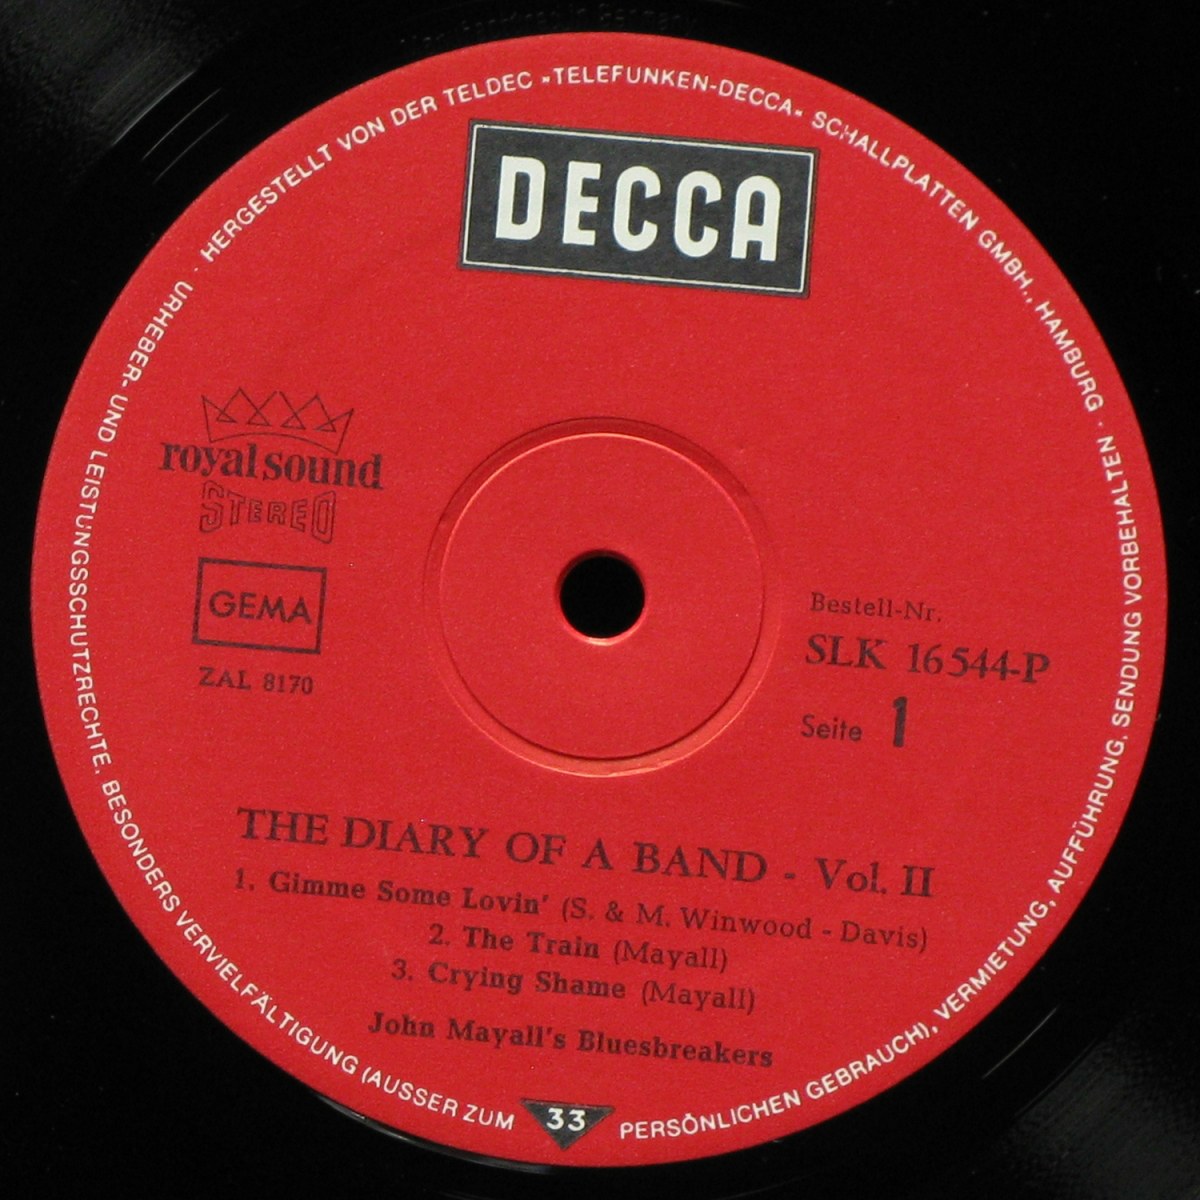 HERGESTELLT VON DER TELDEC »TELEFUNKEN-DECCA« SCHALLPLATTEN GMBH., HAMBURG · URHEBER- UND LEISTUNGSSCHUTZRECHTE, BESONDERS VERVIELFÄLTIGUNG (AUSSER ZUM PERSÖNLICHEN GEBRAUCH), VERMIETUNG, AUFFÜHRUNG, SENDUNG VORBEHALTEN ·
DECCA
royal sound
STEREO
GEMA
ZAL 8170
Bestell-Nr.
SLK 16 544-P
Seite 1
THE DIARY OF A BAND - Vol. II
1. Gimme Some Lovin' (S. & M. Winwood - Davis)
2. The Train (Mayall)
3. Crying Shame (Mayall)
John Mayall's Bluesbreakers
33